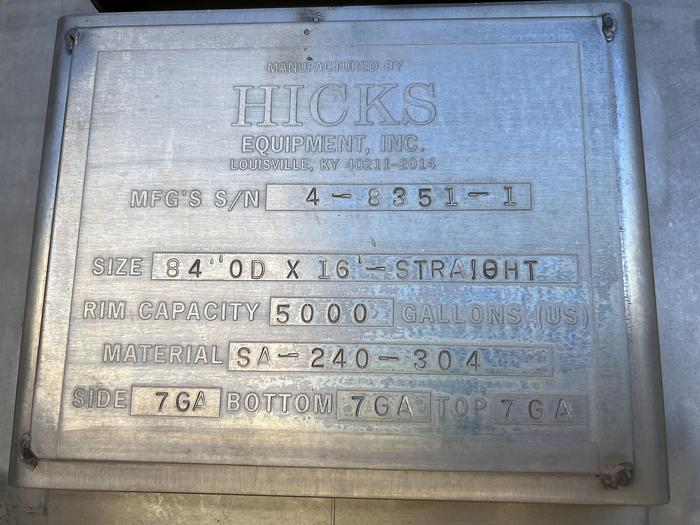 MANUFACTURED BY
HICKS
EQUIPMENT, INC.
LOUISVILLE, KY 40211-2014
MFG'S S/N 4-8351-1
SIZE 84"OD X 16'-STRAIGHT
RIM CAPACITY 5000 GALLONS (US)
MATERIAL SA-240-304
SIDE 7GA BOTTOM 7GA TOP 7GA